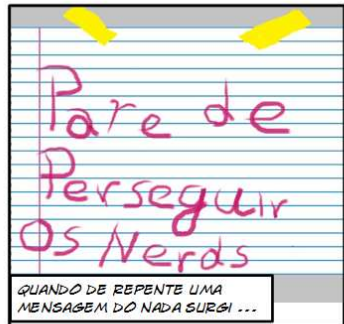 Pare de
Perseguir
Os Nerds
QUANDO DE REPENTE UMA
MENSAGEM DO NADA SURGI ...